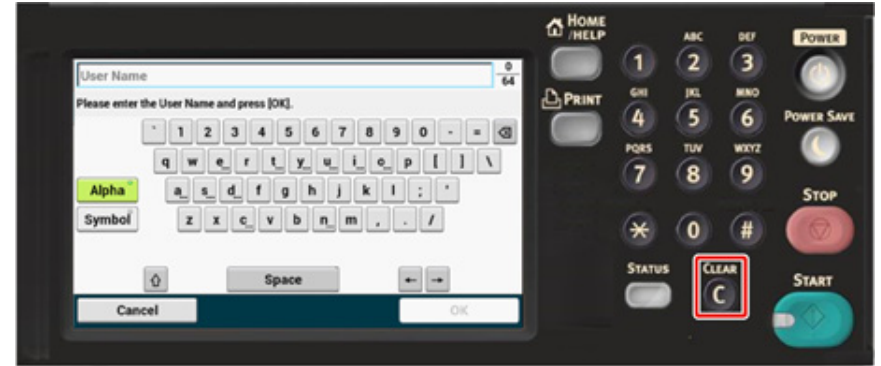 User Name
0
64
Please enter the User Name and press [OK].
` 1 2 3 4 5 6 7 8 9 0 - =
q w e r t y u i o p [ ] \
Alpha
a s d f g h j k l ; '
Symbol
z x c v b n m , . /
Space
← →
Cancel
OK
HOME
/HELP
PRINT
ABC DEF
1 2 3
GHI JKL MNO
4 5 6
PQRS TUV WXYZ
7 8 9
* 0 #
STATUS
CLEAR
C
POWER
POWER SAVE
STOP
START